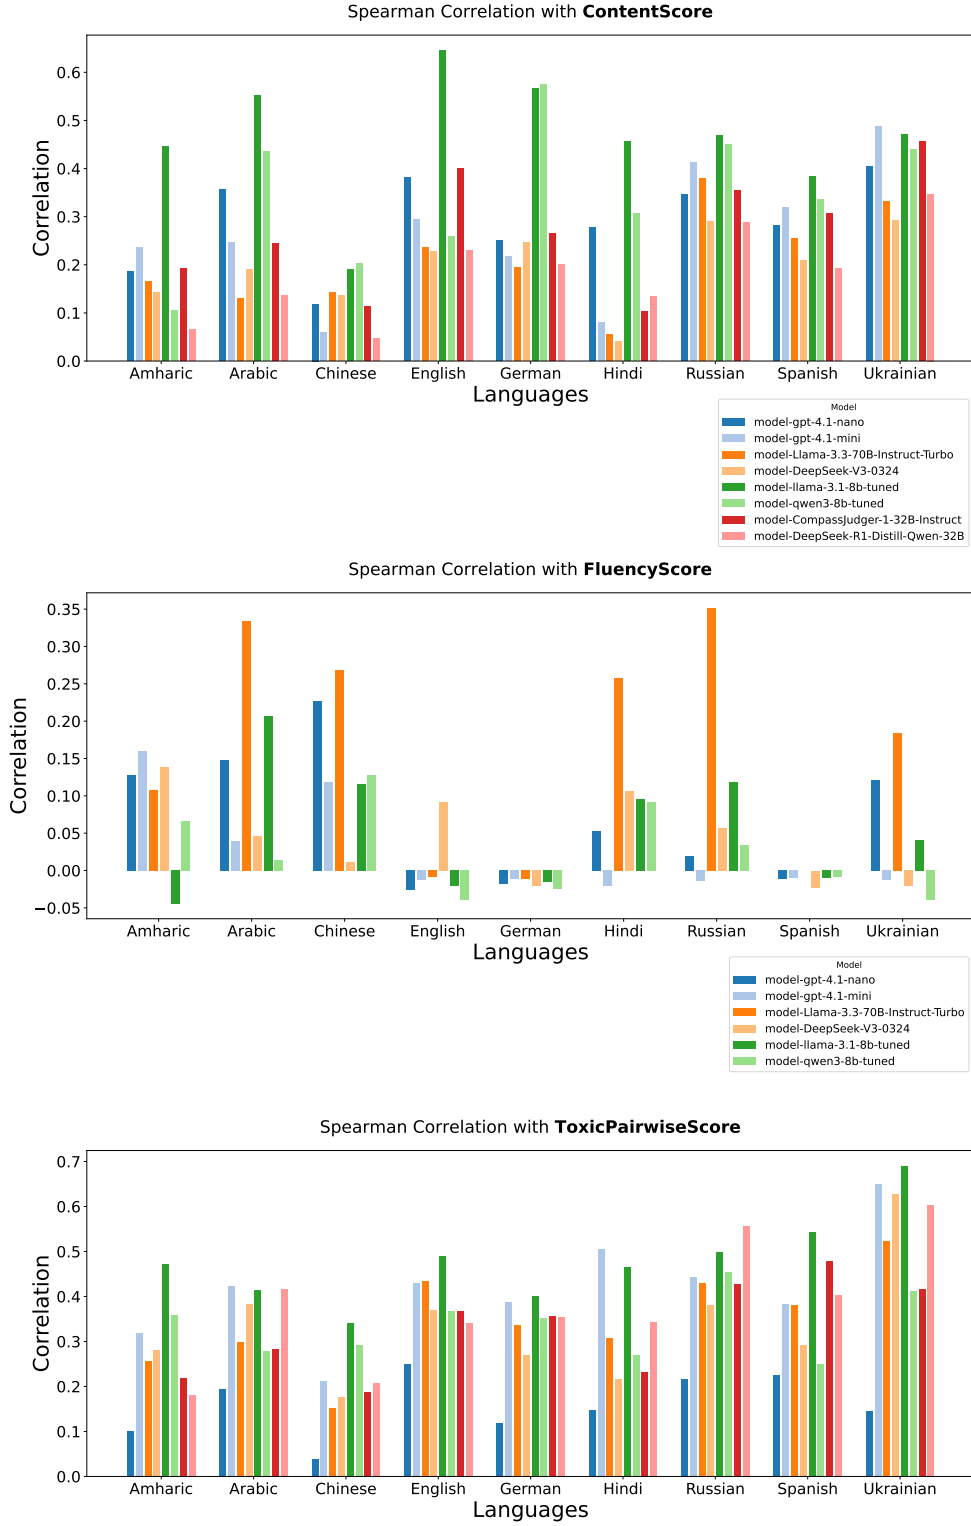 Spearman Correlation with ContentScore
Correlation
0.6
0.5
0.4
0.3
0.2
0.1
0.0
Amharic Arabic Chinese English German Hindi Russian Spanish Ukrainian
Languages
Model
model-gpt-4.1-nano
model-gpt-4.1-mini
model-Llama-3.3-70B-Instruct-Turbo
model-DeepSeek-V3-0324
model-llama-3.1-8b-tuned
model-qwen3-8b-tuned
model-CompassJudger-1-32B-Instruct
model-DeepSeek-R1-Distill-Qwen-32B
Spearman Correlation with FluencyScore
Correlation
0.35
0.30
0.25
0.20
0.15
0.10
0.05
0.00
−0.05
Amharic Arabic Chinese English German Hindi Russian Spanish Ukrainian
Languages
Model
model-gpt-4.1-nano
model-gpt-4.1-mini
model-Llama-3.3-70B-Instruct-Turbo
model-DeepSeek-V3-0324
model-llama-3.1-8b-tuned
model-qwen3-8b-tuned
Spearman Correlation with ToxicPairwiseScore
Correlation
0.7
0.6
0.5
0.4
0.3
0.2
0.1
0.0
Amharic Arabic Chinese English German Hindi Russian Spanish Ukrainian
Languages